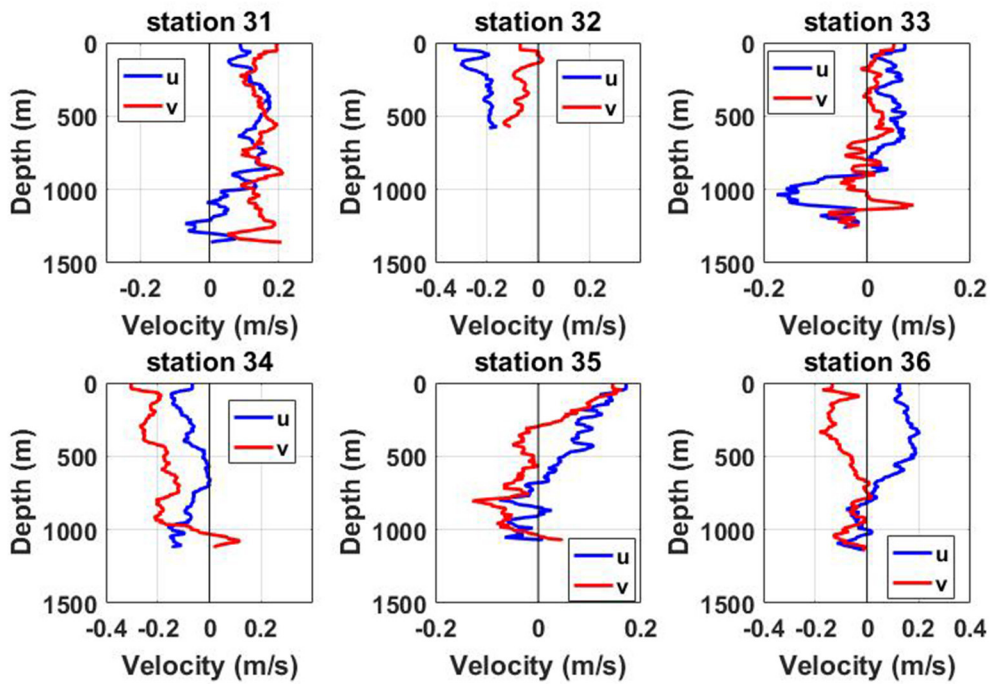 station 31
station 32
station 33
0
500
1000
1500
Depth (m)
u
v
-0.2
0
0.2
Velocity (m/s)
0
500
1000
1500
Depth (m)
u
v
-0.4
-0.2
0
0.2
Velocity (m/s)
0
500
1000
1500
Depth (m)
u
v
-0.2
0
0.2
Velocity (m/s)
station 34
station 35
station 36
0
500
1000
1500
Depth (m)
u
v
-0.4
-0.2
0
0.2
Velocity (m/s)
0
500
1000
1500
Depth (m)
u
v
-0.2
0
0.2
Velocity (m/s)
0
500
1000
1500
Depth (m)
u
v
-0.4
-0.2
0
0.2
0.4
Velocity (m/s)